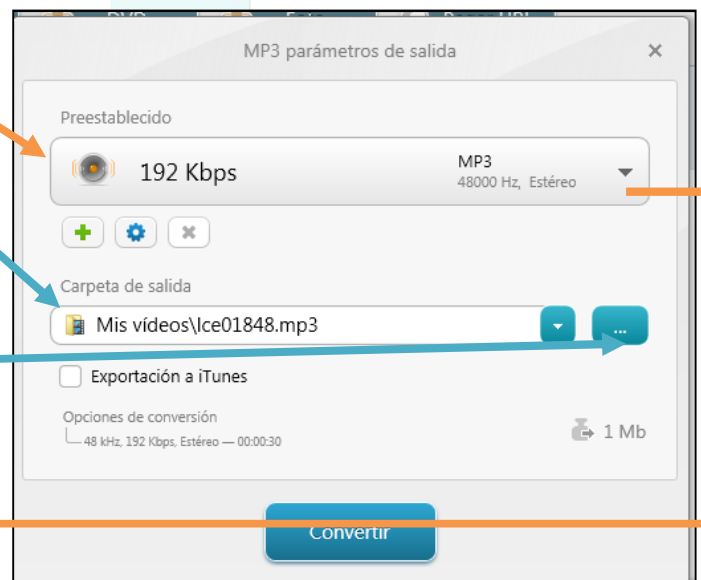 MP3 parámetros de salida
Preestablecido
192 Kbps
MP3
48000 Hz, Estéreo
Carpeta de salida
Mis vídeos\lce01848.mp3
...
Exportación a iTunes
Opciones de conversión
48 kHz, 192 Kbps, Estéreo — 00:00:30
1 Mb
Convertir